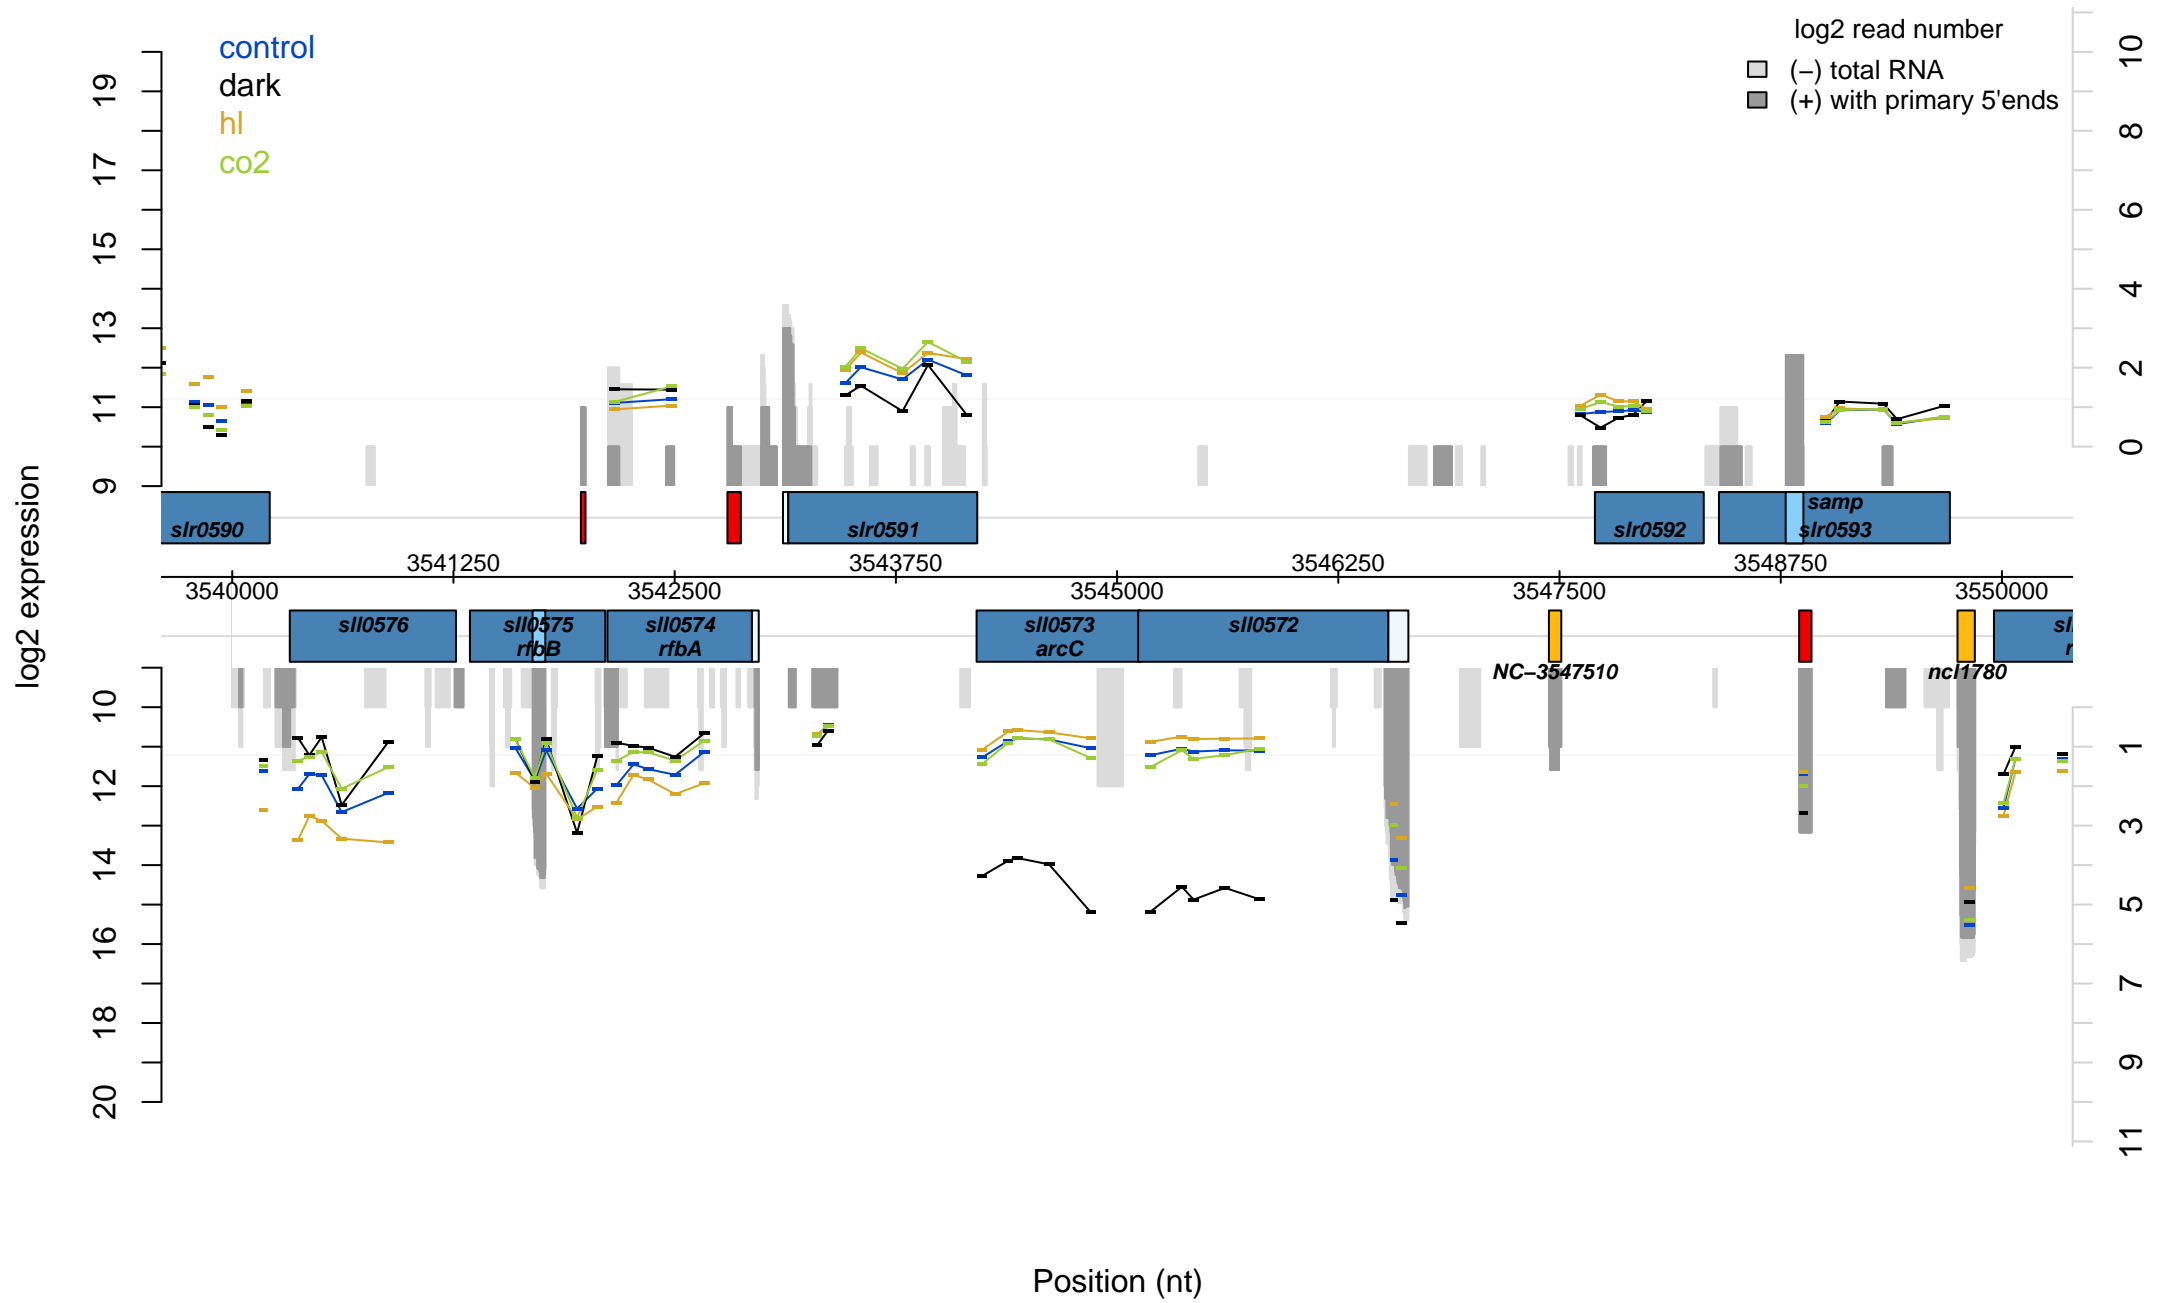 control
dark
hl
co2
log2 read number
(−) total RNA
(+) with primary 5'ends
19
17
15
13
11
9
10
8
6
4
2
0
log2 expression
slr0590
slr0591
slr0592
samp
slr0593
3541250
3543750
3546250
3548750
3540000
3542500
3545000
3547500
3550000
sll0576
sll0575
rfbB
sll0574
rfbA
sll0573
arcC
sll0572
NC−3547510
ncl1780
10
12
14
16
18
20
1
3
5
7
9
11
Position (nt)